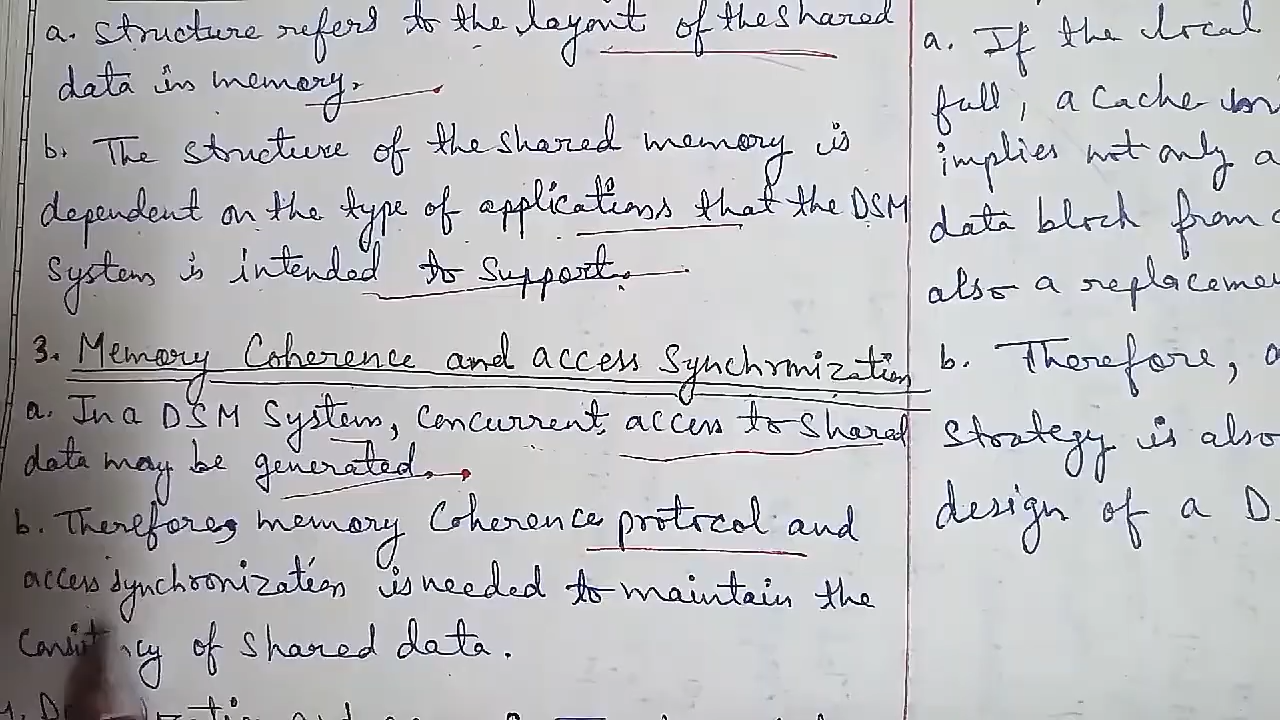 a. Structure refers to the layout of the shared
data in memory.
b. The structure of the shared memory is
dependent on the type of applications that the DSM
System is intended to support.
3. Memory Coherence and access Synchronization
a. In a DSM System, concurrent access to shared
data may be generated.
b. Therefore, memory Coherence protocol and
access synchronization is needed to maintain the
of shared data.
a. If the local
full, a cache
implies not only a
data block from
also a
b. Therefore,
Strategy is also
design of a D